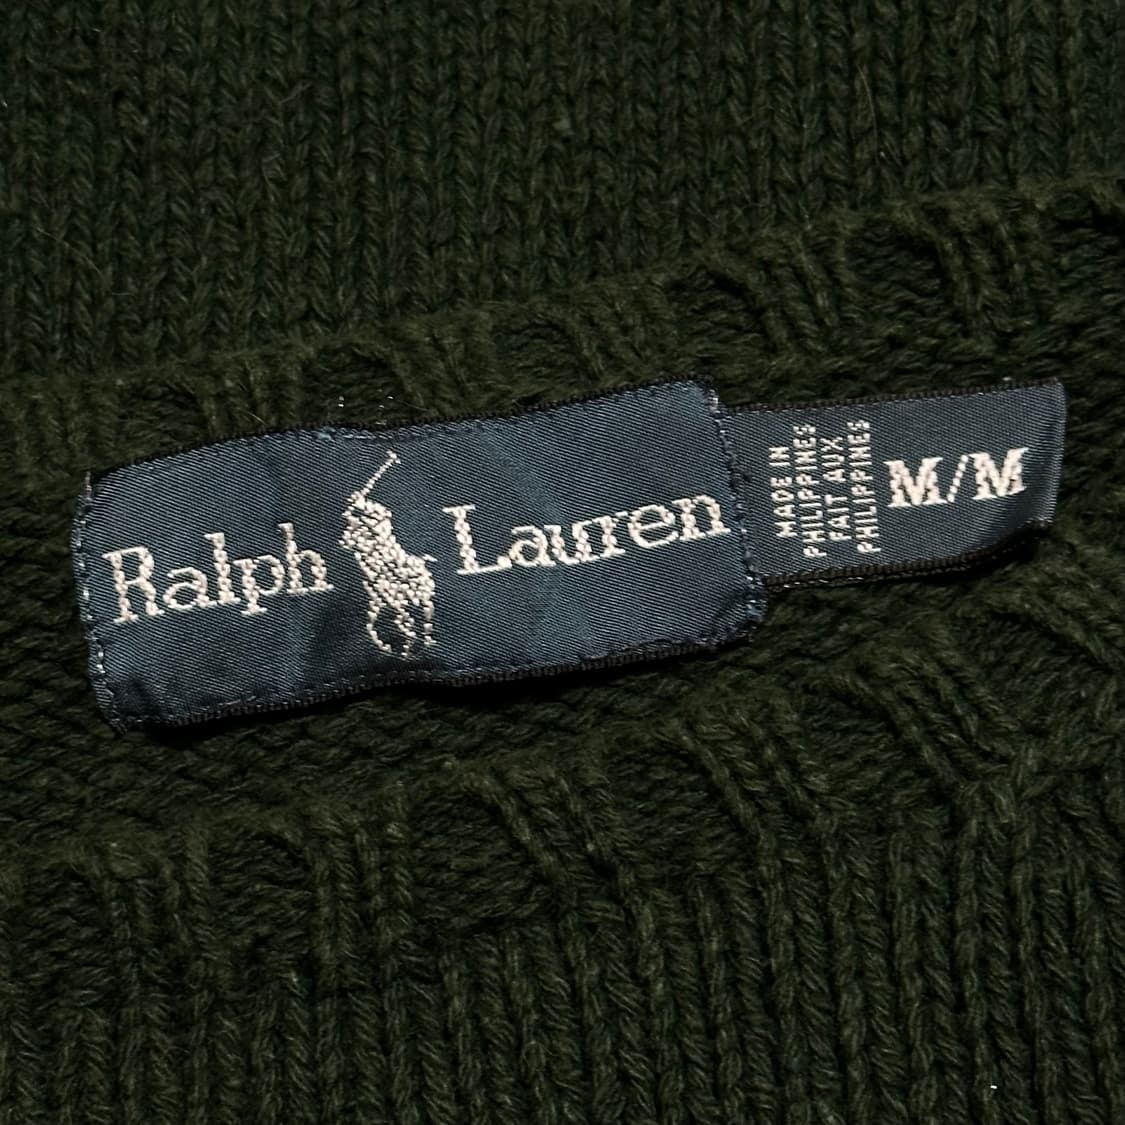 Ralph Lauren
MADE IN
PHILIPPINES
FAIT AUX
PHILIPPINES
M/M